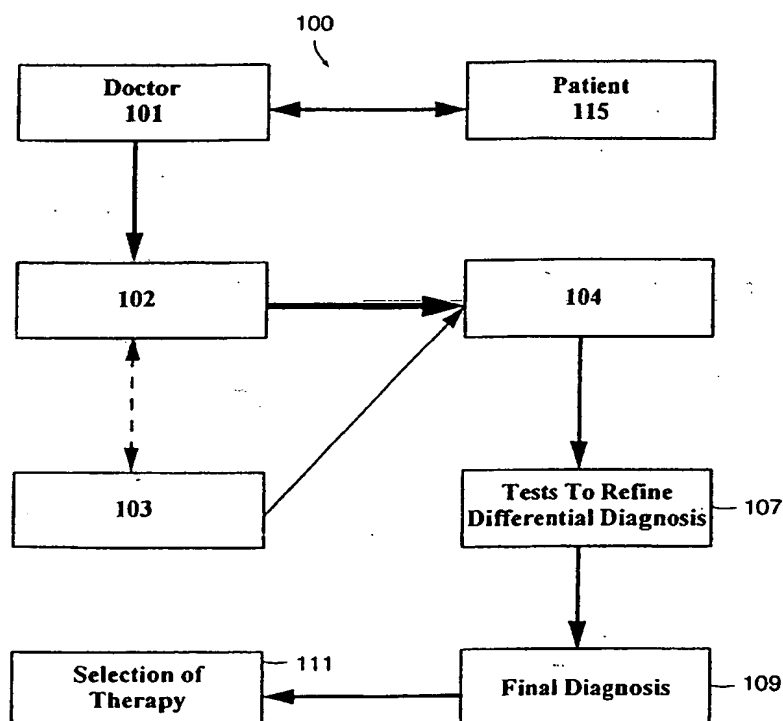 100
Doctor
101
Patient
115
102
104
103
Tests To Refine
Differential Diagnosis
107
Selection of
Therapy
111
Final Diagnosis
109